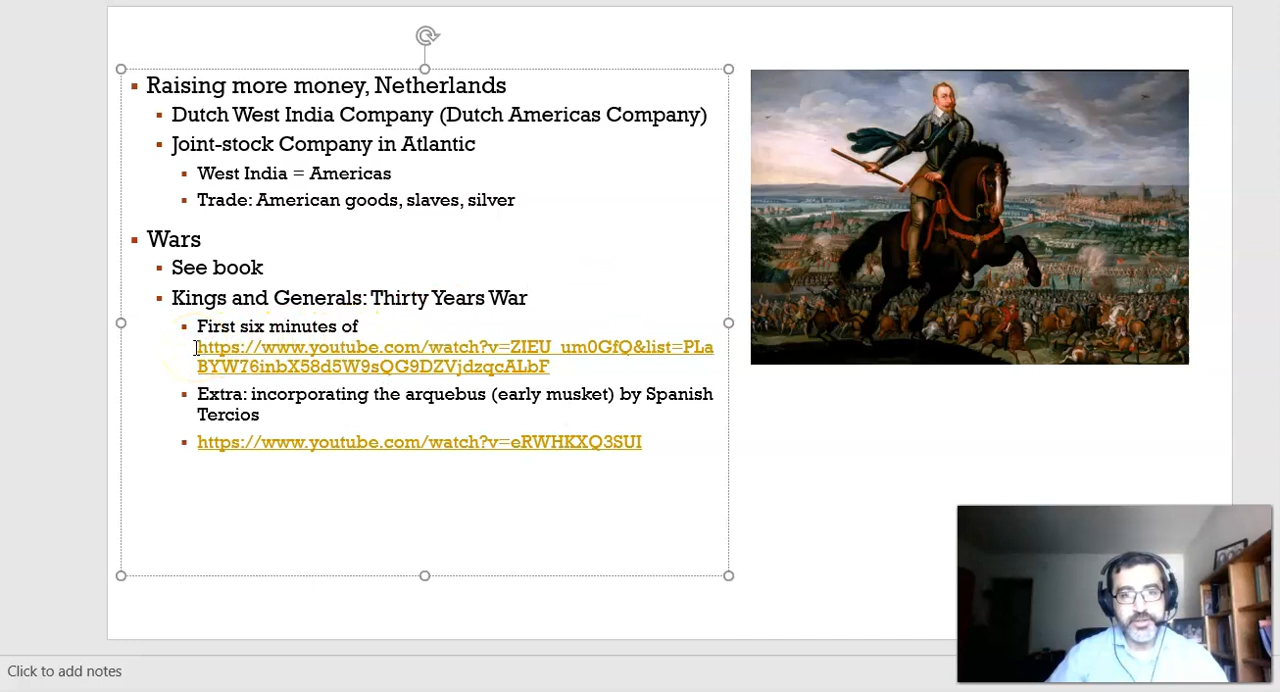 Raising more money, Netherlands
Dutch West India Company (Dutch Americas Company)
Joint-stock Company in Atlantic
West India = Americas
Trade: American goods, slaves, silver
Wars
See book
Kings and Generals: Thirty Years War
First six minutes of
https://www.youtube.com/watch?v=ZIEU_um0GfQ&list=PLa
BYW76inbX58d5W9sQG9DZVjdzqcALbF
Extra: incorporating the arquebus (early musket) by Spanish
Tercios
https://www.youtube.com/watch?v=eRWHKXQ3SUI
Click to add notes